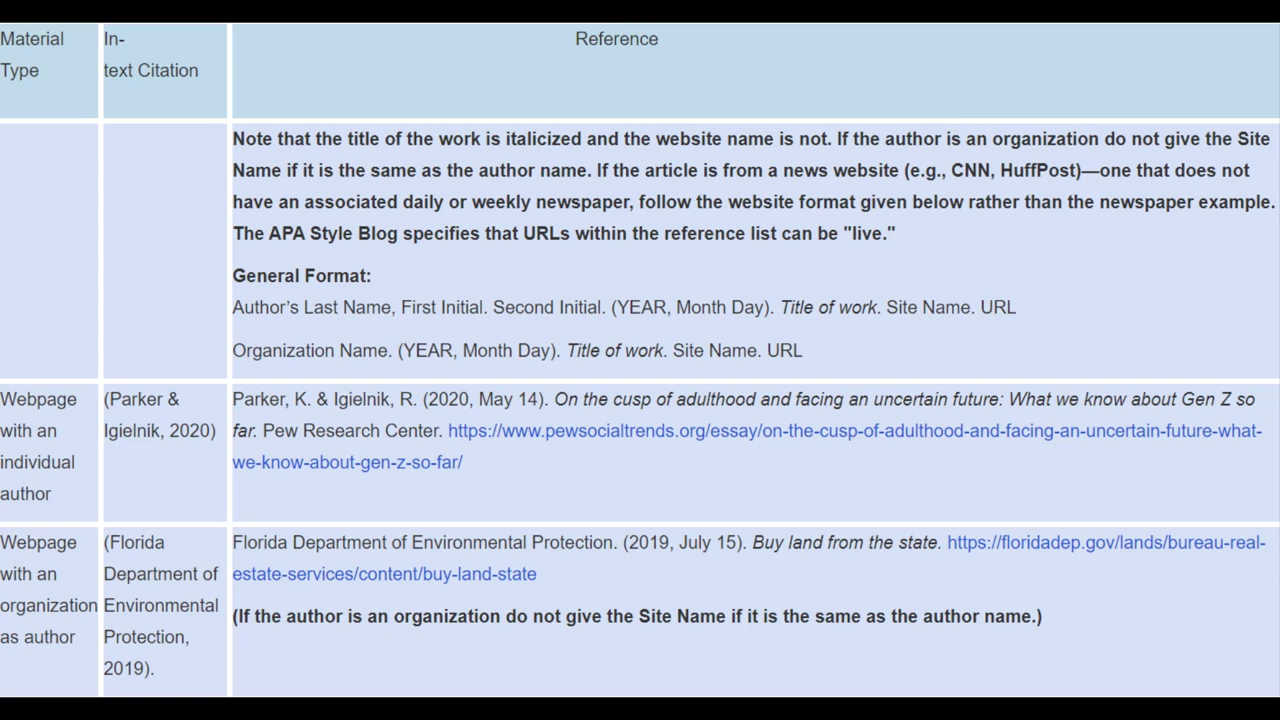 Material
Type
In-
text Citation
Reference
Note that the title of the work is italicized and the website name is not. If the author is an organization do not give the Site
Name if it is the same as the author name. If the article is from a news website (e.g., CNN, HuffPost)—one that does not
have an associated daily or weekly newspaper, follow the website format given below rather than the newspaper example.
The APA Style Blog specifies that URLs within the reference list can be "live."
General Format:
Author’s Last Name, First Initial. Second Initial. (YEAR, Month Day). Title of work. Site Name. URL
Organization Name. (YEAR, Month Day). Title of work. Site Name. URL
Webpage
with an
individual
author
(Parker &
Igielnik, 2020)
Parker, K. & Igielnik, R. (2020, May 14). On the cusp of adulthood and facing an uncertain future: What we know about Gen Z so
far. Pew Research Center. https://www.pewsocialtrends.org/essay/on-the-cusp-of-adulthood-and-facing-an-uncertain-future-what-
we-know-about-gen-z-so-far/
Webpage
with an
organization
as author
(Florida
Department of
Environmental
Protection,
2019).
Florida Department of Environmental Protection. (2019, July 15). Buy land from the state. https://floridadep.gov/lands/bureau-real-
estate-services/content/buy-land-state
(If the author is an organization do not give the Site Name if it is the same as the author name.)